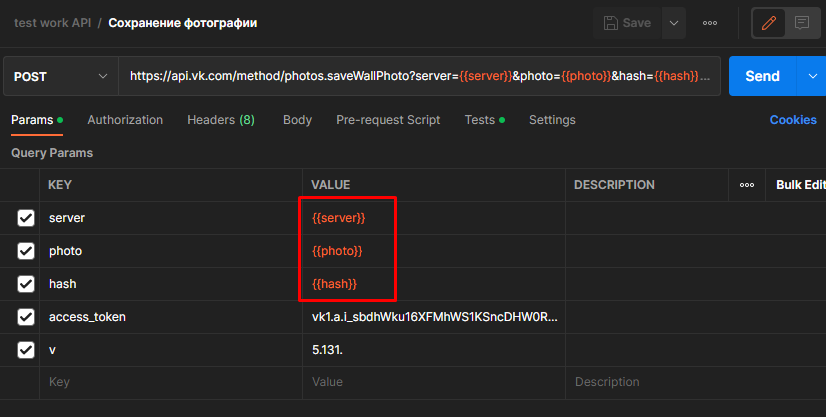 test work API / Сохранение фотографии Save
POST https://api.vk.com/method/photos.saveWallPhoto?server={{server}}&photo={{photo}}&hash={{hash}} ... Send
Params Authorization Headers (8) Body Pre-request Script Tests Settings Cookies
Query Params
KEY VALUE DESCRIPTION Bulk Edit
server {{server}}
photo {{photo}}
hash {{hash}}
access_token vk1.a.i_sbdhWku16XFMhWS1KSncDHW0R...
v 5.131.
Key Value Description